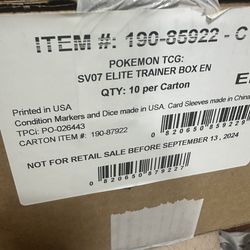 ITEM #: 190-85922 - C
POKEMON TCG:
SV07 ELITE TRAINER BOX EN
QTY: 10 per Carton
Printed in USA
Condition Markers and Dice made in USA. Card Sleeves made in China
TPCi: PO-026443
CARTON ITEM #: 190-87922
NOT FOR RETAIL SALE BEFORE SEPTEMBER 13, 2024